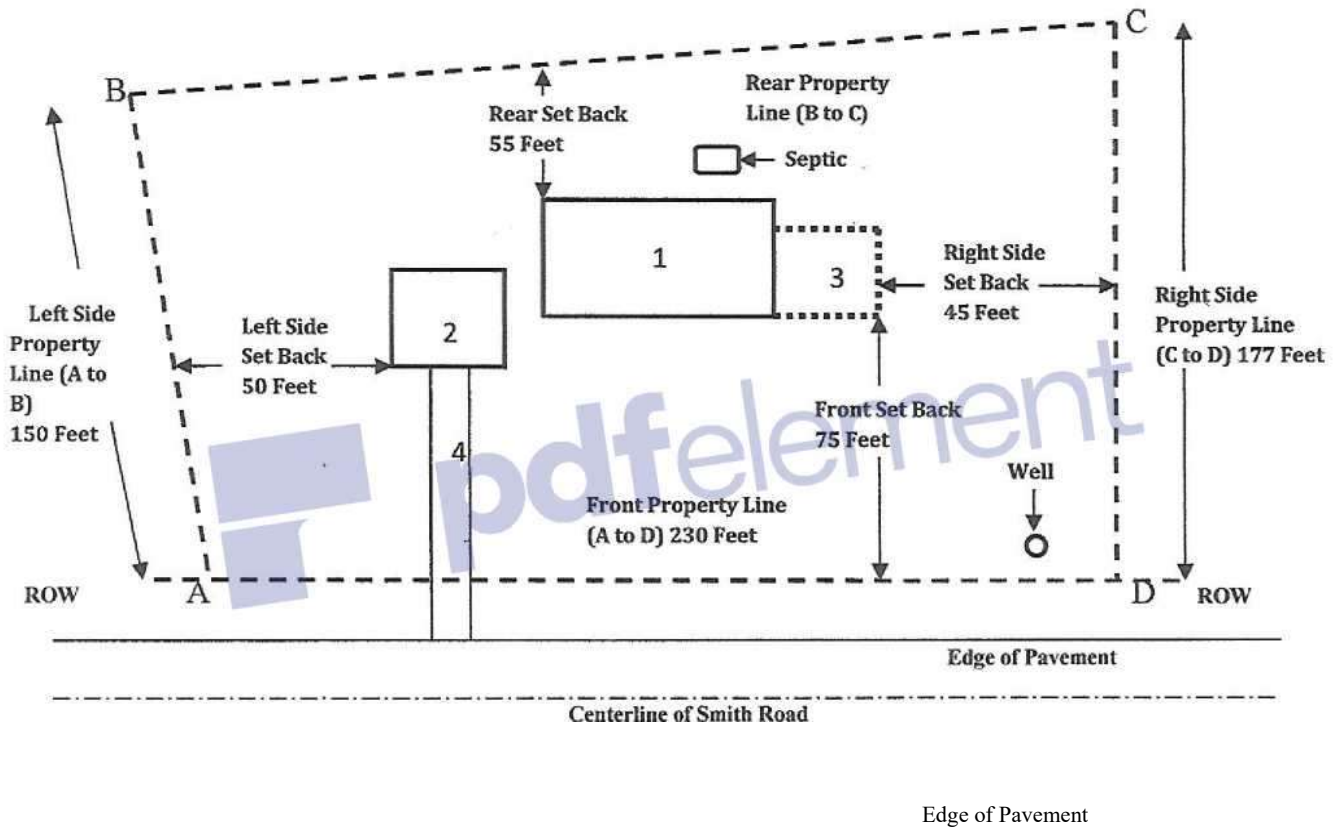 C
B
Rear Property
Line (B to C)
Rear Set Back
55 Feet
Septic
1
3
Right Side
Set Back
45 Feet
Right Side
Property Line
(C to D) 177 Feet
2
Left Side
Set Back
50 Feet
Left Side
Property
Line (A to
B)
150 Feet
Front Set Back
75 Feet
4
pdfelement
Well
Front Property Line
(A to D) 230 Feet
ROW
A
D
ROW
Edge of Pavement
Centerline of Smith Road
Edge of Pavement